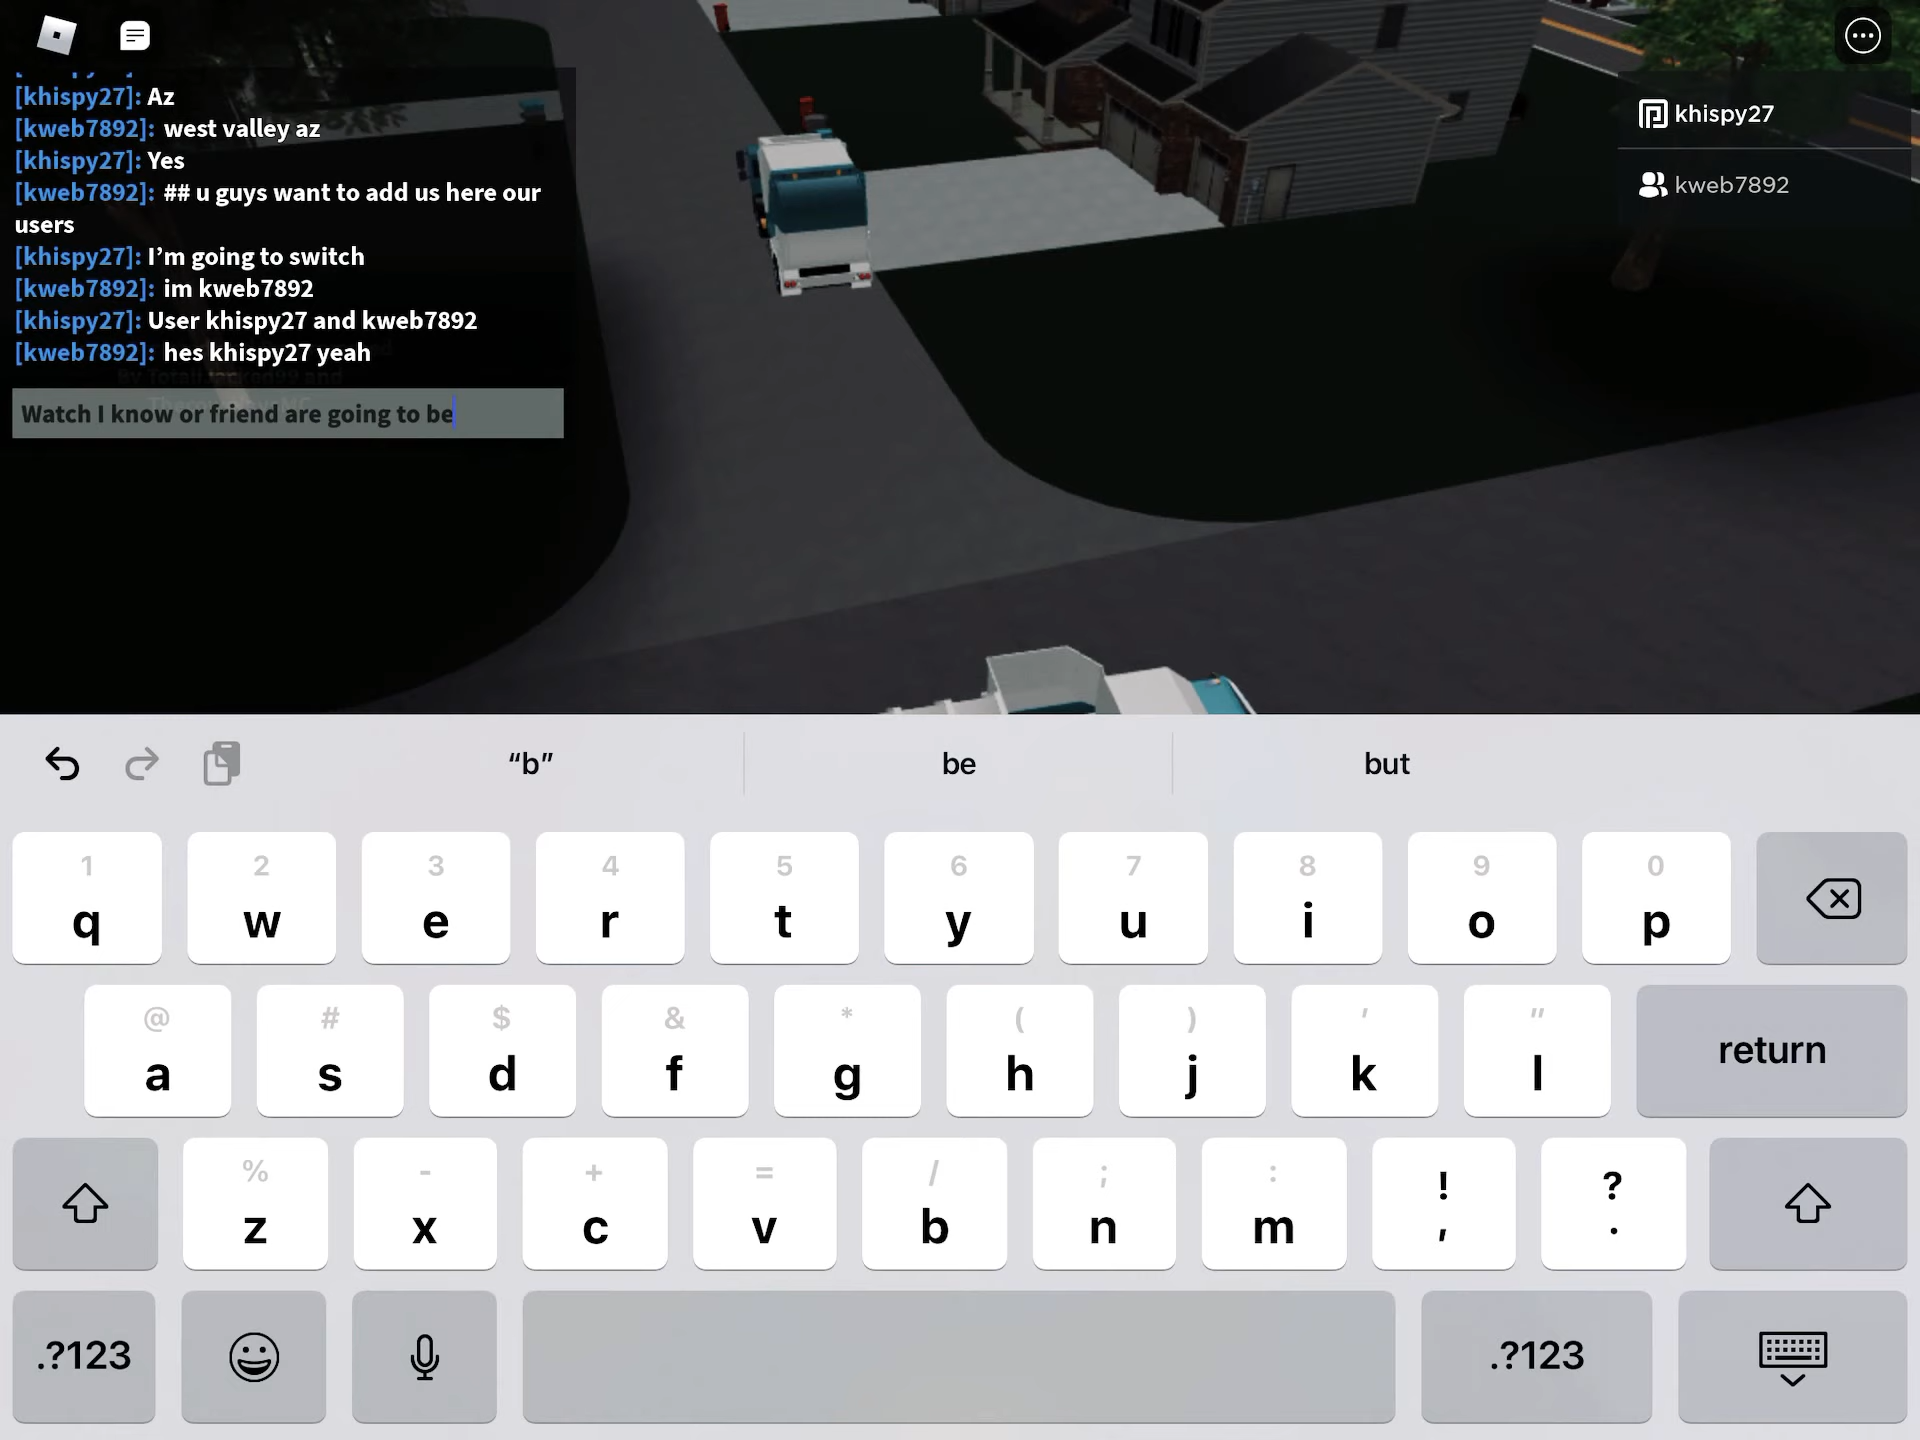 [khispy27]: Az
[kweb7892]: west valley az
[khispy27]: Yes
[kweb7892]: ## u guys want to add us here our
users
[khispy27]: I’m going to switch
[kweb7892]: im kweb7892
[khispy27]: User khispy27 and kweb7892
[kweb7892]: hes khispy27 yeah
Watch I know or friend are going to be
khispy27
kweb7892
“b” be but
1 2 3 4 5 6 7 8 9 0
q w e r t y u i o p
@ # $ & * ( ) ' "
a s d f g h j k l return
% - + = / ; : ! ?
z x c v b n m , .
.?123 .?123